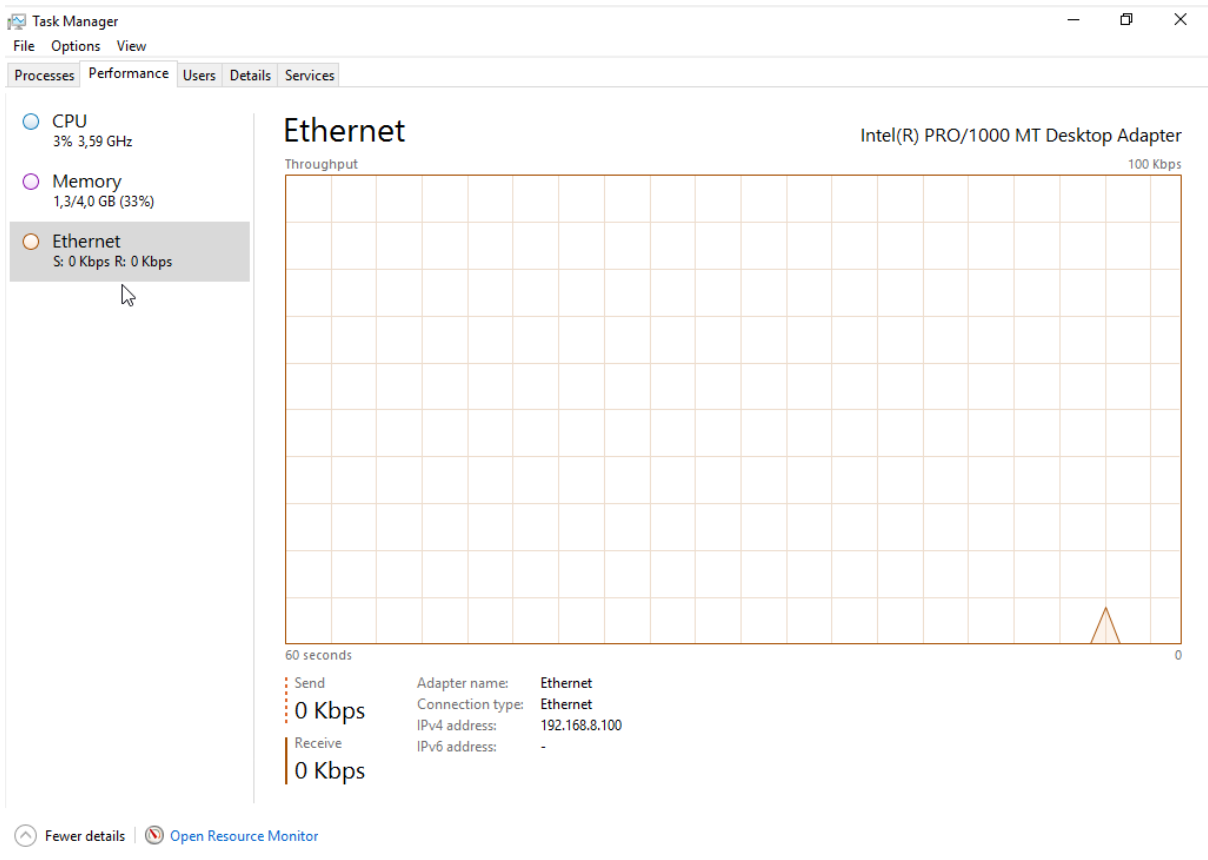 Task Manager
File Options View
Processes Performance Users Details Services
CPU
3% 3,59 GHz
Memory
1,3/4,0 GB (33%)
Ethernet
S: 0 Kbps R: 0 Kbps
Ethernet
Intel(R) PRO/1000 MT Desktop Adapter
Throughput
100 Kbps
60 seconds
0
Send
0 Kbps
Receive
0 Kbps
Adapter name: Ethernet
Connection type: Ethernet
IPv4 address: 192.168.8.100
IPv6 address: -
Fewer details
Open Resource Monitor